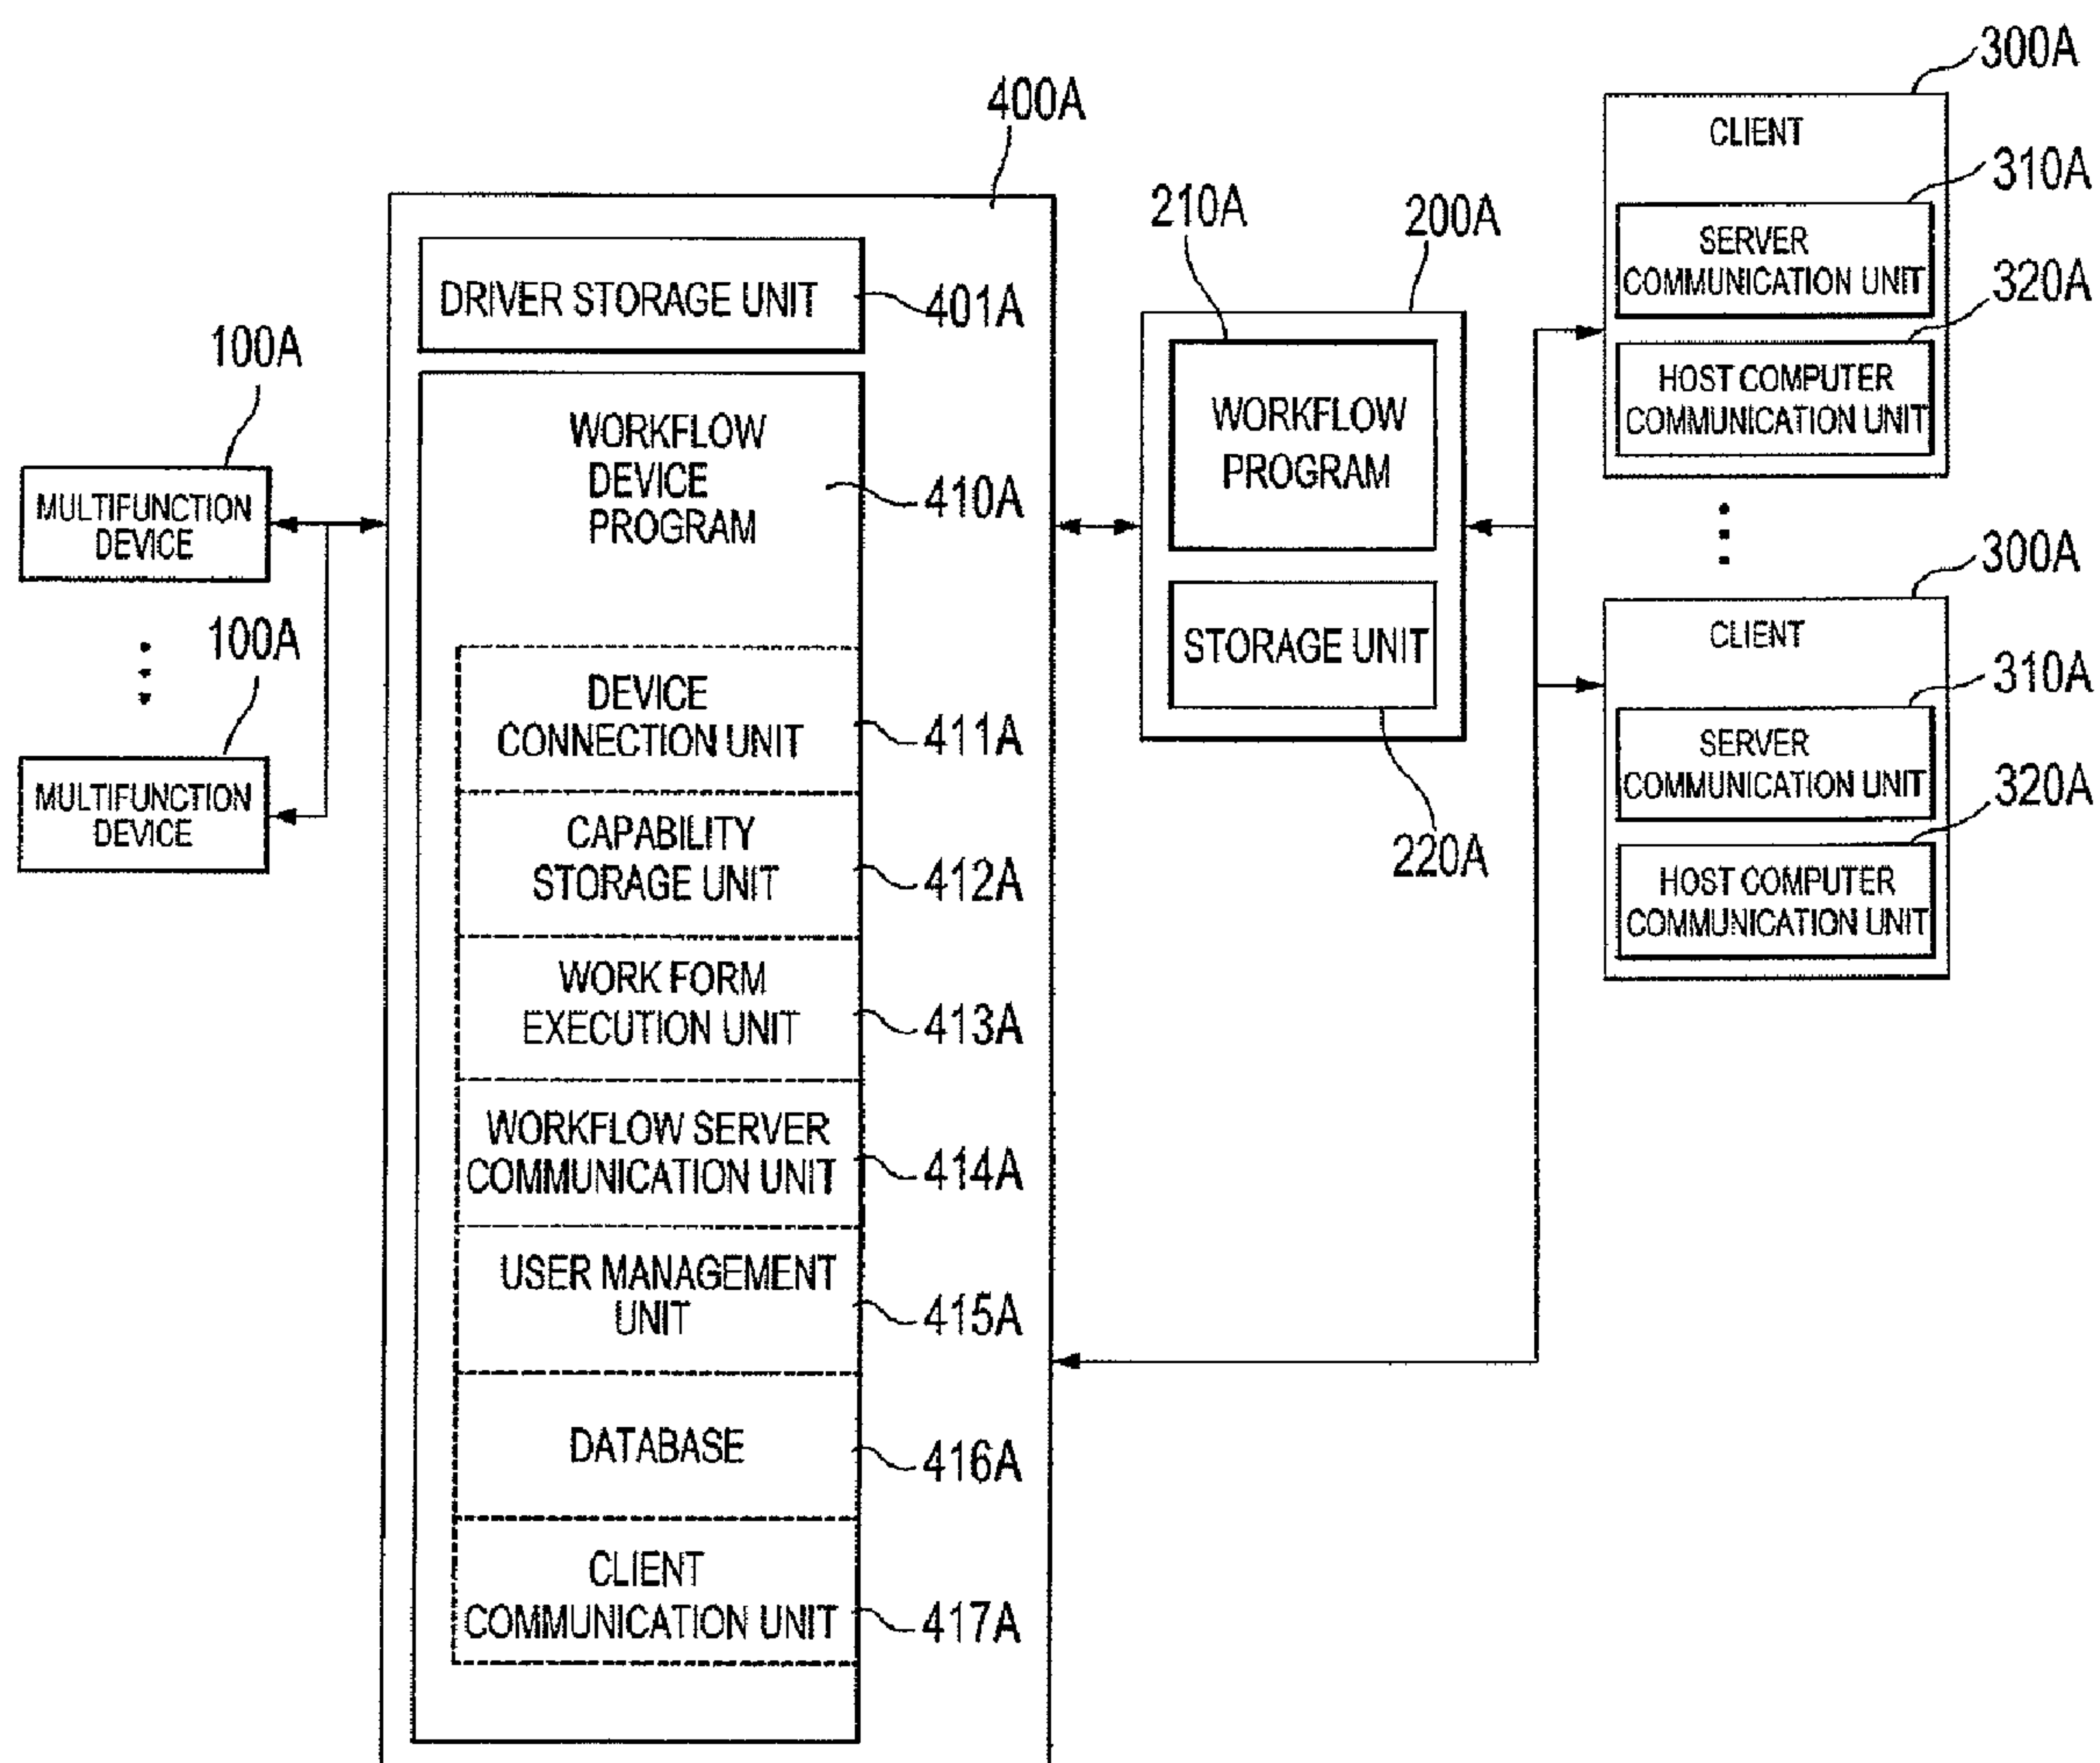 100A
MULTIFUNCTION
DEVICE
100A
MULTIFUNCTION
DEVICE
400A
DRIVER STORAGE UNIT
401A
WORKFLOW
DEVICE
PROGRAM
410A
DEVICE
CONNECTION UNIT
411A
CAPABILITY
STORAGE UNIT
412A
WORK FORM
EXECUTION UNIT
413A
WORKFLOW SERVER
COMMUNICATION UNIT
414A
USER MANAGEMENT
UNIT
415A
DATABASE
416A
CLIENT
COMMUNICATION UNIT
417A
210A
200A
WORKFLOW
PROGRAM
STORAGE UNIT
220A
300A
CLIENT
310A
SERVER
COMMUNICATION UNIT
320A
HOST COMPUTER
COMMUNICATION UNIT
300A
CLIENT
310A
SERVER
COMMUNICATION UNIT
320A
HOST COMPUTER
COMMUNICATION UNIT